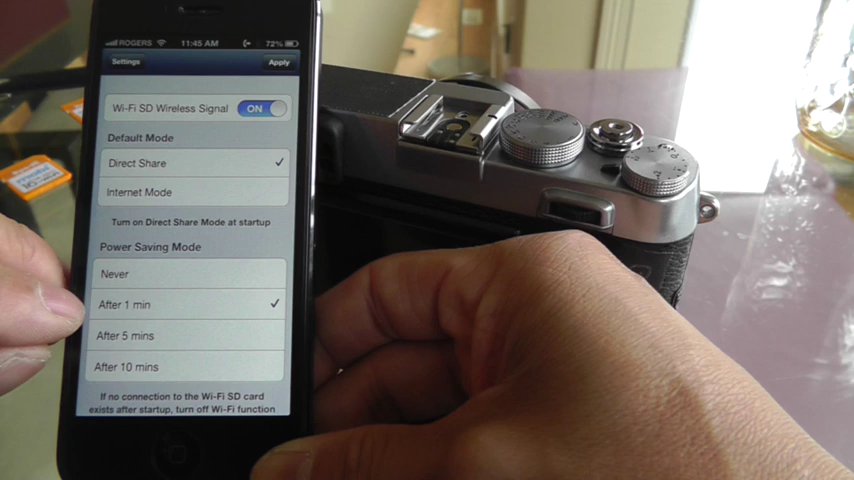 ROGERS 11:45 AM 72%
Settings Apply
Wi-Fi SD Wireless Signal ON
Default Mode
Direct Share ✓
Internet Mode
Turn on Direct Share Mode at startup
Power Saving Mode
Never
After 1 min ✓
After 5 mins
After 10 mins
If no connection to the Wi-Fi SD card
exists after startup, turn off Wi-Fi function